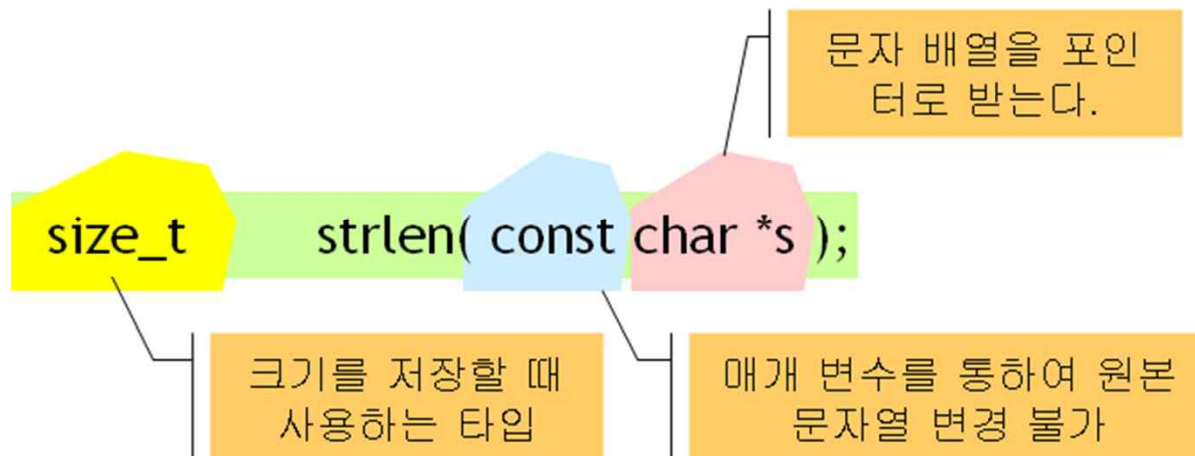 문자 배열을 포인
터로 받는다.
size_t strlen( const char *s );
크기를 저장할 때
사용하는 타입
매개 변수를 통하여 원본
문자열 변경 불가